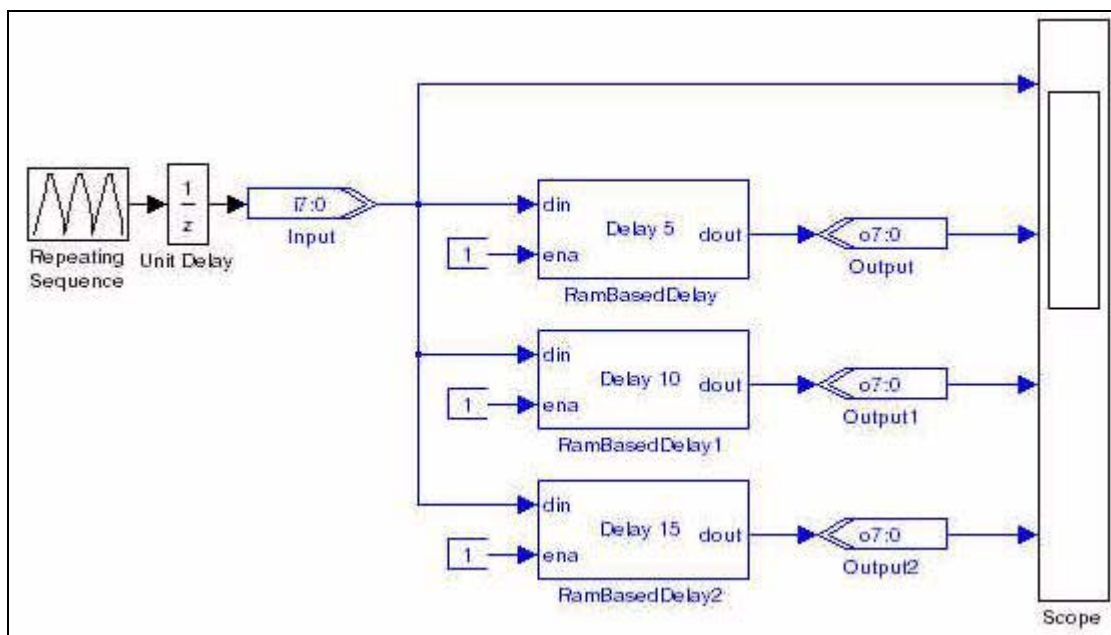 Repeating
Sequence
1
z
Unit Delay
i7:0
Input
din
Delay 5
dout
1
ena
RamBasedDelay
o7:0
Output
din
Delay 10
dout
1
ena
RamBasedDelay1
o7:0
Output1
din
Delay 15
dout
1
ena
RamBasedDelay2
o7:0
Output2
Scope